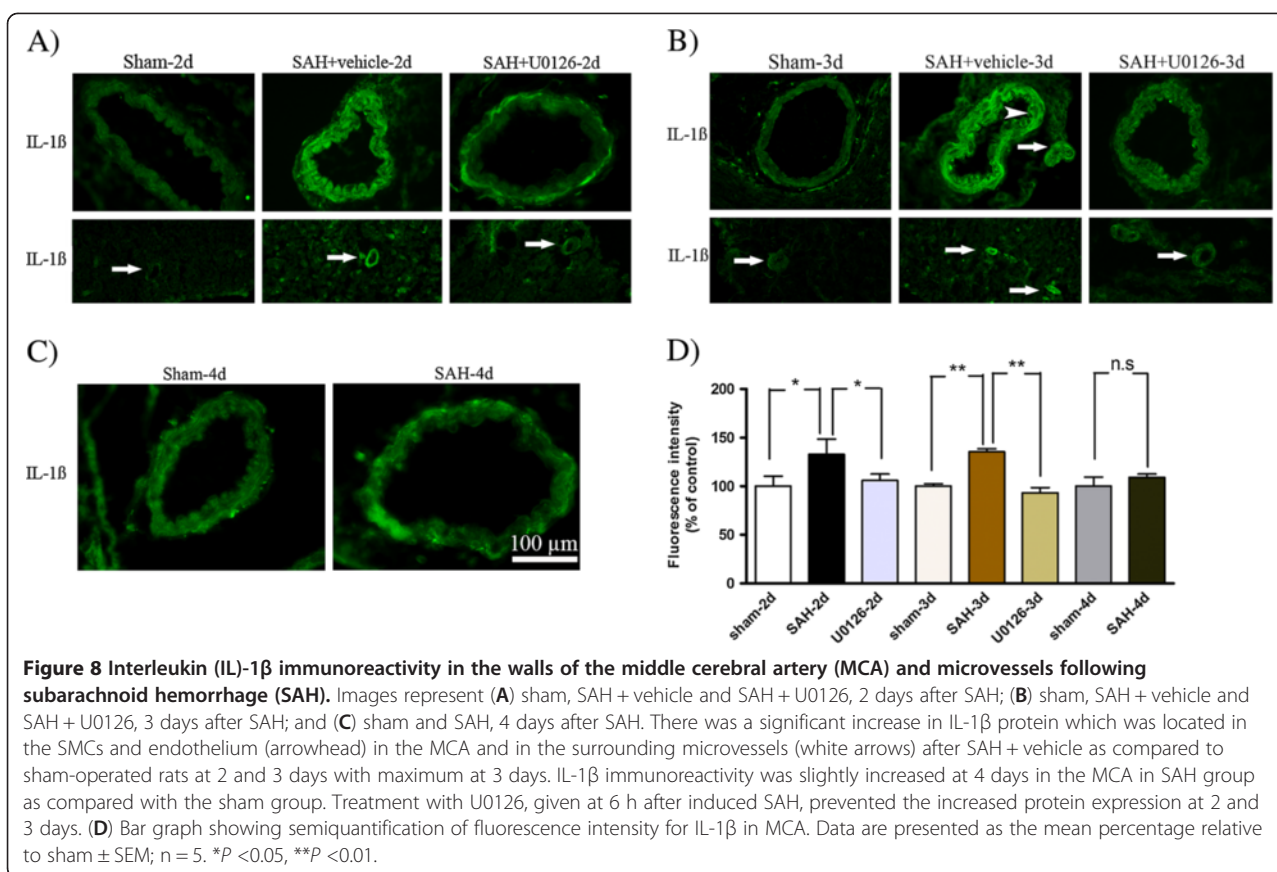 A)
Sham-2d SAH+vehicle-2d SAH+U0126-2d
IL-1ß
IL-1ß
B)
Sham-3d SAH+vehicle-3d SAH+U0126-3d
IL-1ß
IL-1ß
C)
Sham-4d SAH-4d
IL-1ß
100 µm
D)
Fluorescence intensity
(% of control)
200
150
100
50
0
* * ** ** n.s
sham-2d SAH-2d U0126-2d sham-3d SAH-3d U0126-3d sham-4d SAH-4d
Figure 8 Interleukin (IL)-1β immunoreactivity in the walls of the middle cerebral artery (MCA) and microvessels following
subarachnoid hemorrhage (SAH). Images represent (A) sham, SAH + vehicle and SAH + U0126, 2 days after SAH; (B) sham, SAH + vehicle and
SAH + U0126, 3 days after SAH; and (C) sham and SAH, 4 days after SAH. There was a significant increase in IL-1β protein which was located in
the SMCs and endothelium (arrowhead) in the MCA and in the surrounding microvessels (white arrows) after SAH + vehicle as compared to
sham-operated rats at 2 and 3 days with maximum at 3 days. IL-1β immunoreactivity was slightly increased at 4 days in the MCA in SAH group
as compared with the sham group. Treatment with U0126, given at 6 h after induced SAH, prevented the increased protein expression at 2 and
3 days. (D) Bar graph showing semiquantification of fluorescence intensity for IL-1β in MCA. Data are presented as the mean percentage relative
to sham ± SEM; n = 5. *P <0.05, **P <0.01.